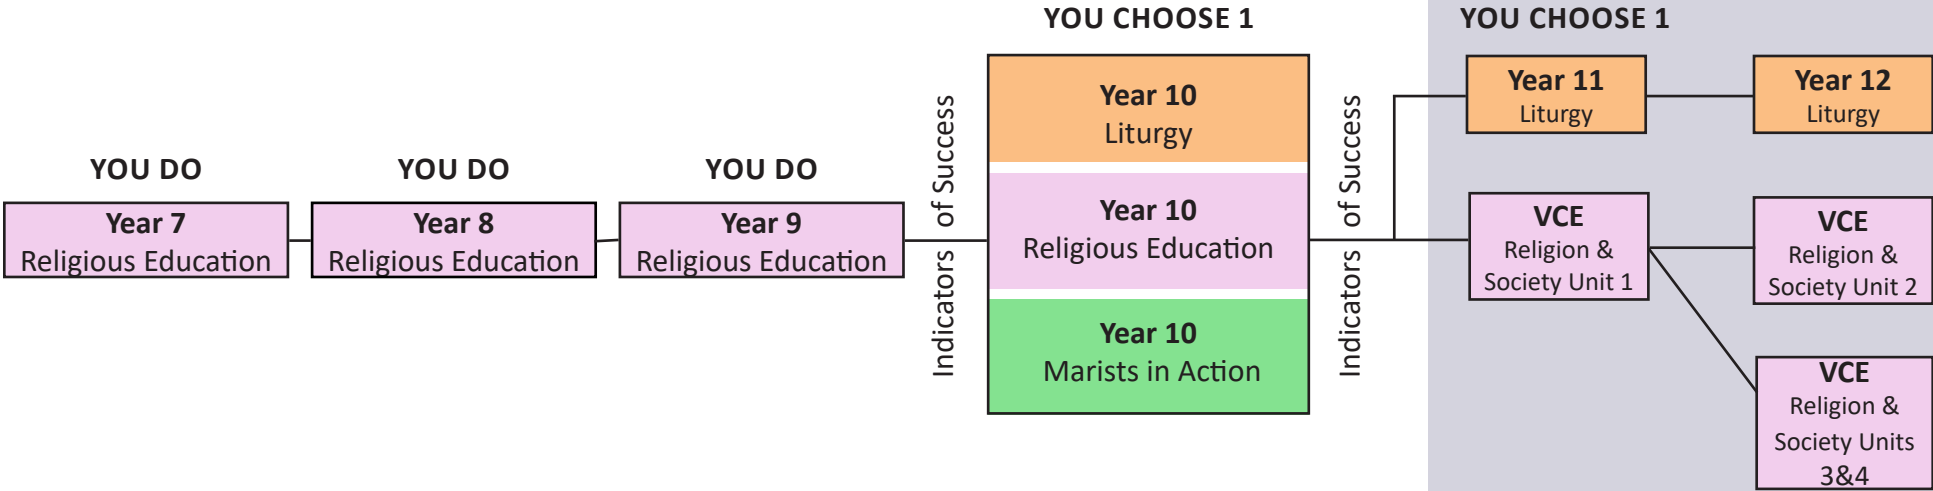 YOU DO
Year 7
Religious Education
YOU DO
Year 8
Religious Education
YOU DO
Year 9
Religious Education
Indicators of Success
YOU CHOOSE 1
Year 10
Liturgy
Year 10
Religious Education
Year 10
Marists in Action
Indicators of Success
YOU CHOOSE 1
Year 11
Liturgy
Year 12
Liturgy
VCE
Religion &
Society Unit 1
VCE
Religion &
Society Unit 2
VCE
Religion &
Society Units
3&4